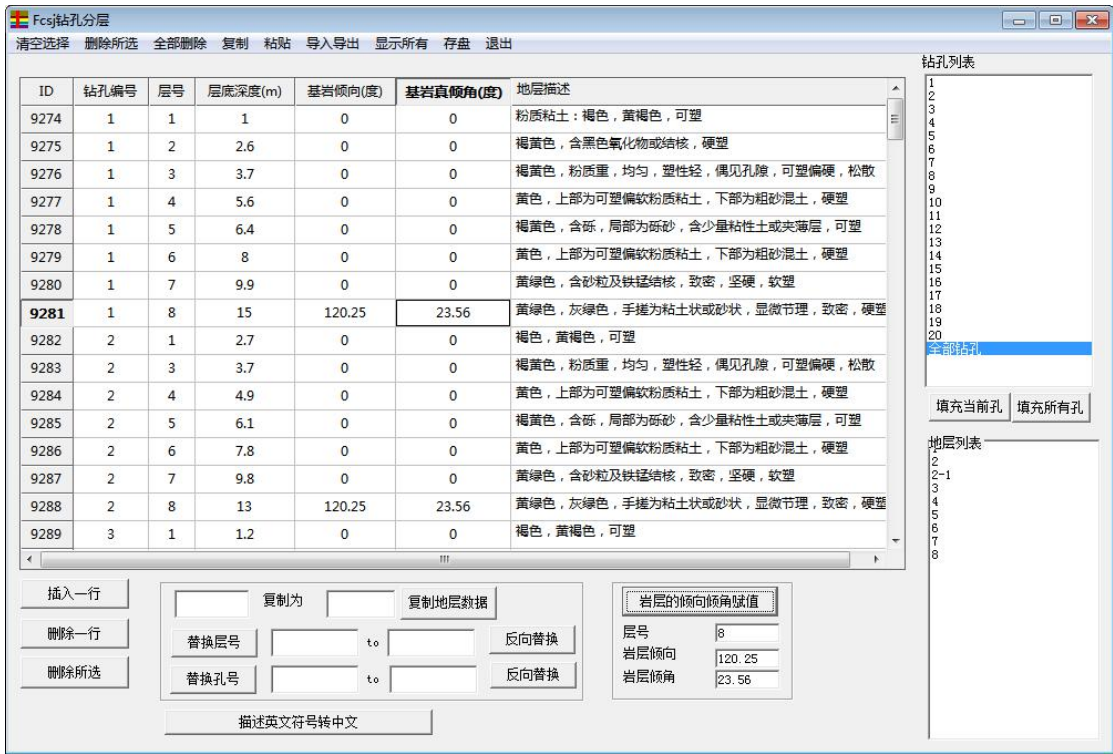 Fcsj钻孔分层
清空选择 删除所选 全部删除 复制 粘贴 导入导出 显示所有 存盘 退出
ID 钻孔编号 层号 层底深度(m) 基岩倾向(度) 基岩真倾角(度) 地层描述
9274 1 1 1 0 0 粉质粘土：褐色，黄褐色，可塑
9275 1 2 2.6 0 0 褐黄色，含黑色氧化物或结核，硬塑
9276 1 3 3.7 0 0 褐黄色，粉质重，均匀，塑性轻，偶见孔隙，可塑偏硬，松散
9277 1 4 5.6 0 0 黄色，上部为可塑偏软粉质粘土，下部为粗砂混土，硬塑
9278 1 5 6.4 0 0 褐黄色，含砾，局部为砾砂，含少量粘性土或夹薄层，可塑
9279 1 6 8 0 0 黄色，上部为可塑偏软粉质粘土，下部为粗砂混土，硬塑
9280 1 7 9.9 0 0 黄绿色，含砂粒及铁锰结核，致密，坚硬，软塑
9281 1 8 15 120.25 23.56 黄绿色，灰绿色，手搓为粘土状或砂状，显微节理，致密，硬塑
9282 2 1 2.7 0 0 褐色，黄褐色，可塑
9283 2 3 3.7 0 0 褐黄色，粉质重，均匀，塑性轻，偶见孔隙，可塑偏硬，松散
9284 2 4 4.9 0 0 黄色，上部为可塑偏软粉质粘土，下部为粗砂混土，硬塑
9285 2 5 6.1 0 0 褐黄色，含砾，局部为砾砂，含少量粘性土或夹薄层，可塑
9286 2 6 7.8 0 0 黄色，上部为可塑偏软粉质粘土，下部为粗砂混土，硬塑
9287 2 7 9.8 0 0 黄绿色，含砂粒及铁锰结核，致密，坚硬，软塑
9288 2 8 13 120.25 23.56 黄绿色，灰绿色，手搓为粘土状或砂状，显微节理，致密，硬塑
9289 3 1 1.2 0 0 褐色，黄褐色，可塑
钻孔列表
1
2
3
4
5
6
7
8
9
10
11
12
13
14
15
16
17
18
19
20
全部钻孔
填充当前孔 填充所有孔
地层列表
1
2
2-1
3
4
5
6
7
8
插入一行
删除一行
删除所选
复制为 复制地层数据
替换层号 to 反向替换
替换孔号 to 反向替换
描述英文符号转中文
岩层的倾向倾角赋值
层号 8
岩层倾向 120.25
岩层倾角 23.56